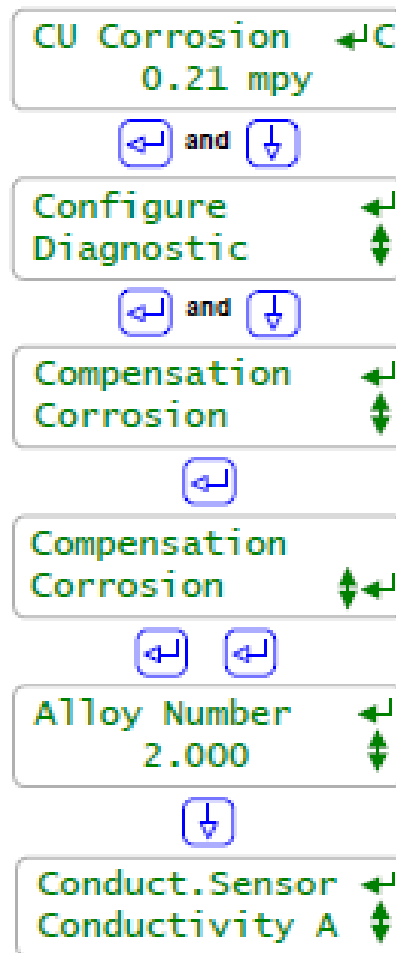 CU Corrosion ↵C
0.21 mpy
and
Configure
Diagnostic
and
Compensation
Corrosion
Compensation
Corrosion
Alloy Number
2.000
Conduct.Sensor
Conductivity A